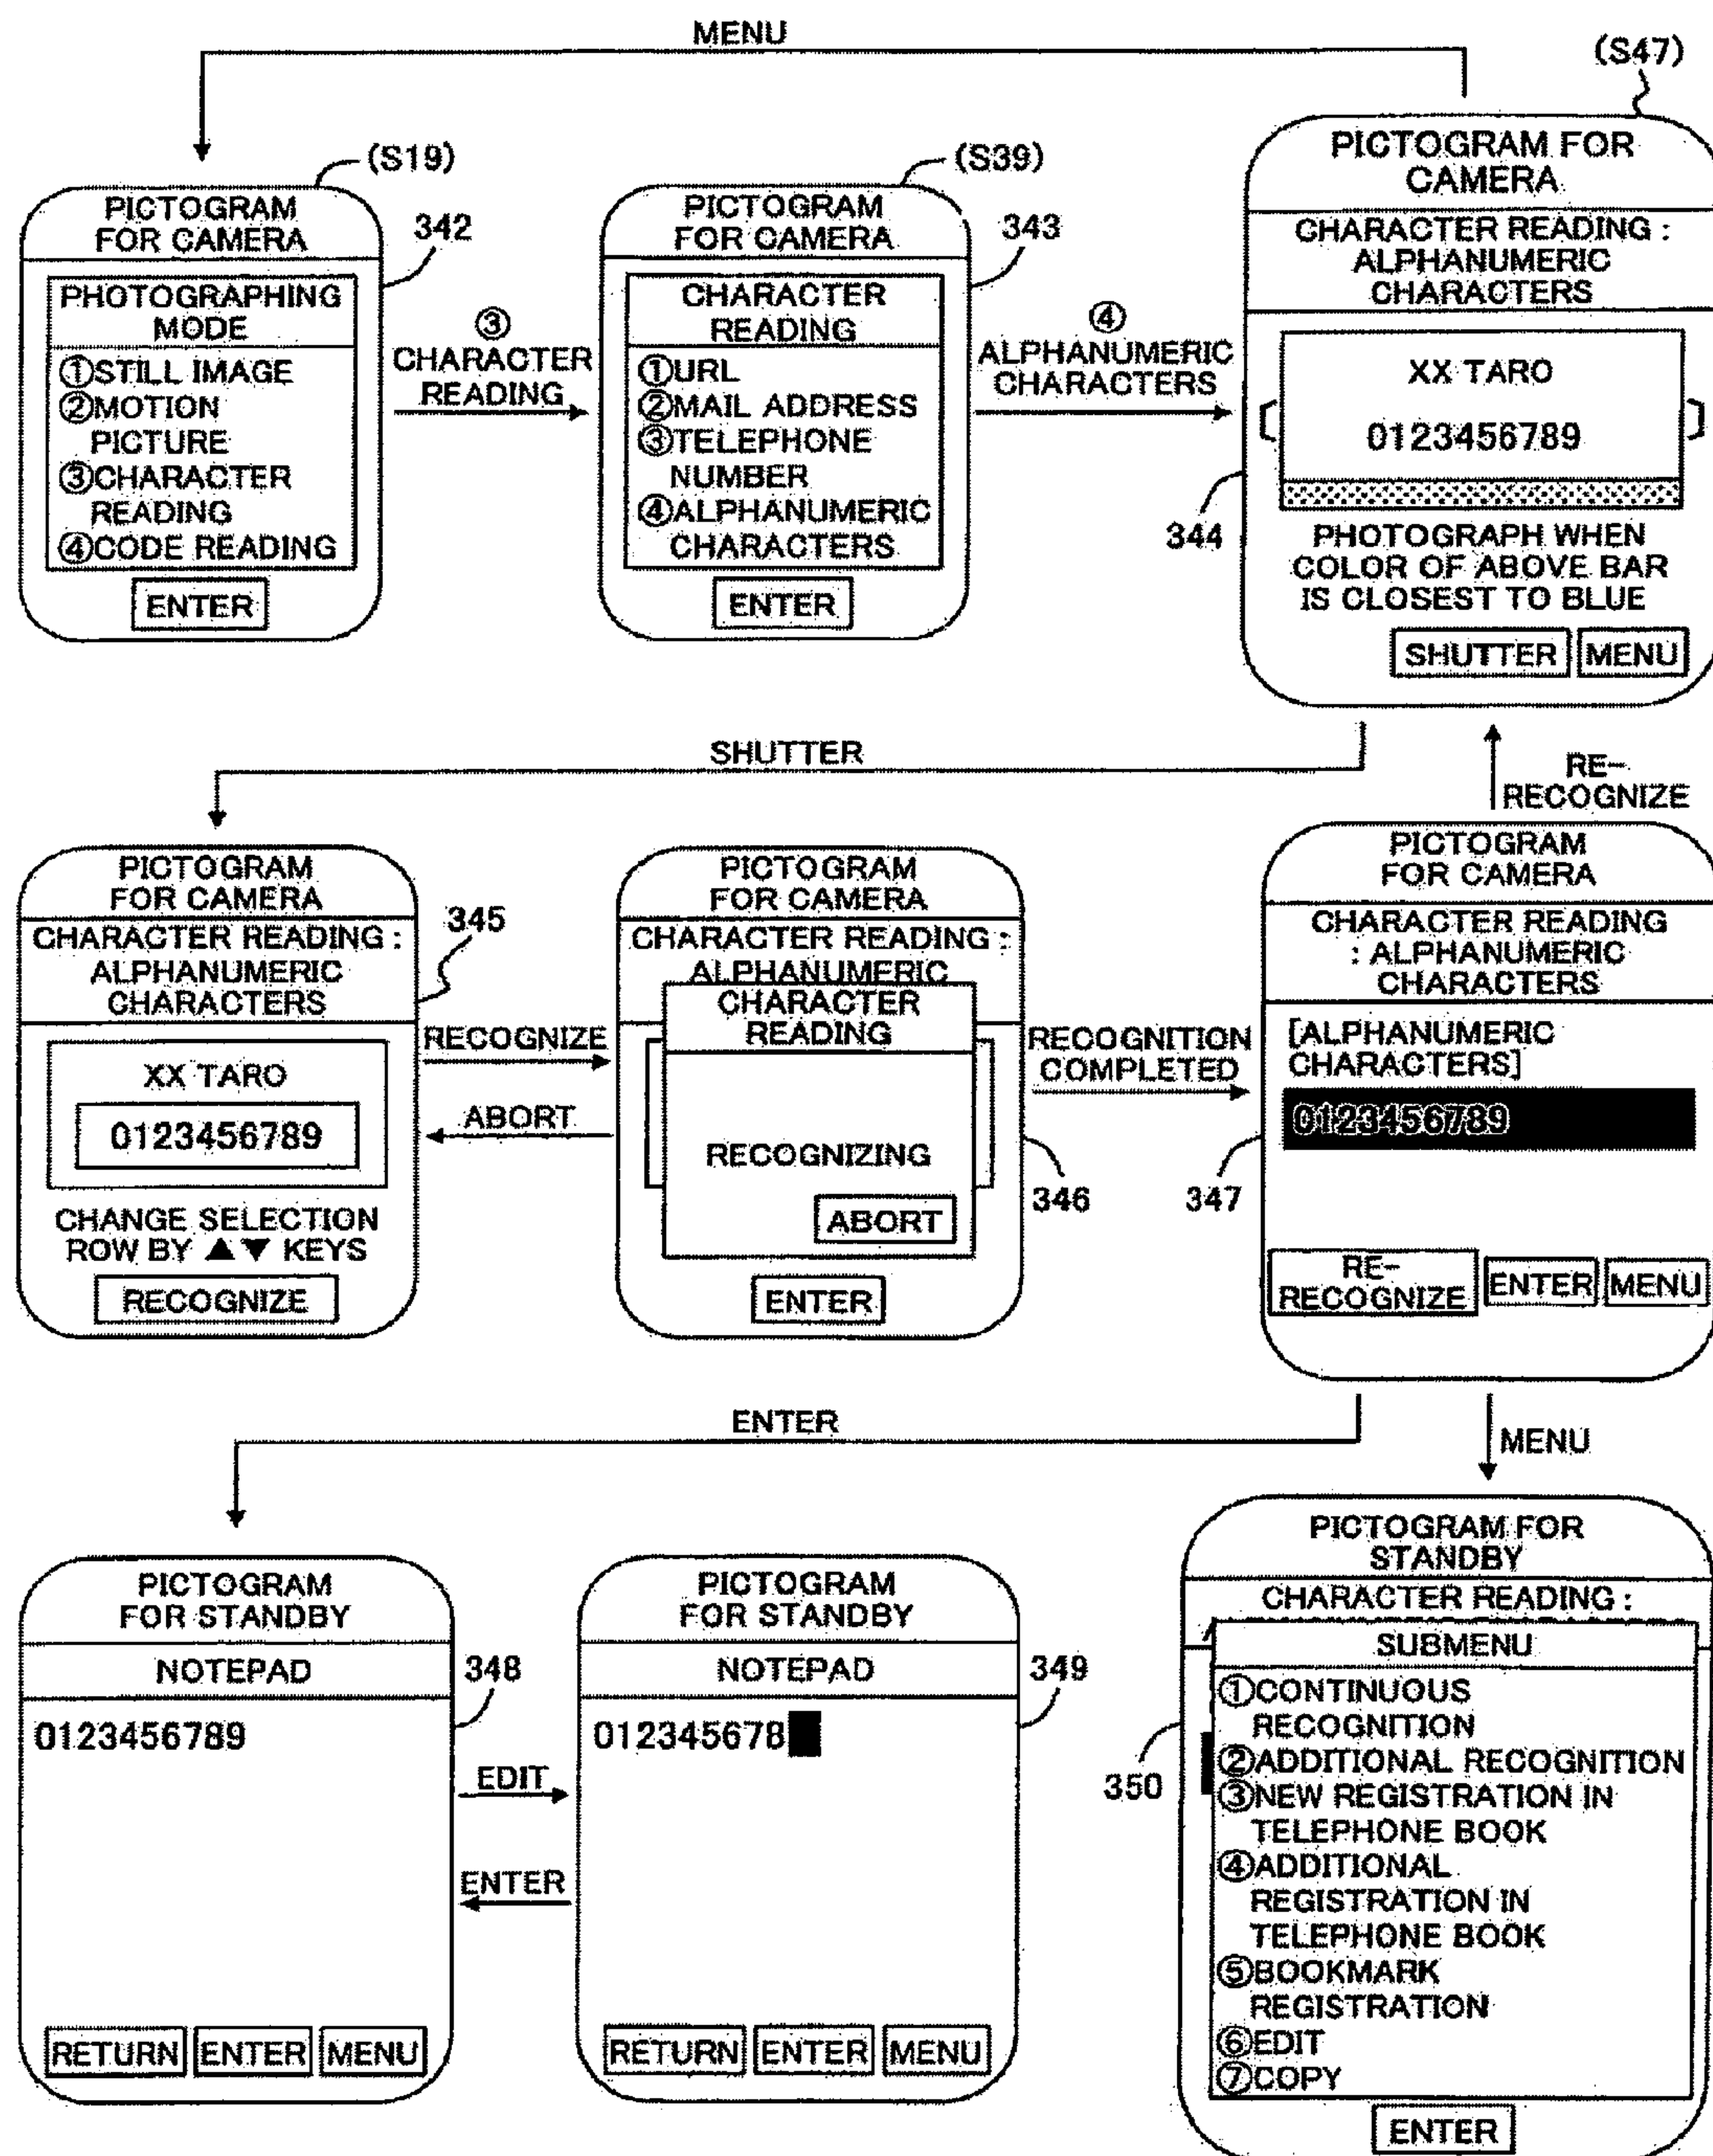 MENU
(S47)
(S19)
PICTOGRAM
FOR CAMERA
342
PHOTOGRAPHING
MODE
①STILL IMAGE
②MOTION
PICTURE
③CHARACTER
READING
④CODE READING
ENTER
③
CHARACTER
READING
(S39)
PICTOGRAM
FOR CAMERA
343
CHARACTER
READING
①URL
②MAIL ADDRESS
③TELEPHONE
NUMBER
④ALPHANUMERIC
CHARACTERS
ENTER
④
ALPHANUMERIC
CHARACTERS
PICTOGRAM FOR
CAMERA
CHARACTER READING :
ALPHANUMERIC
CHARACTERS
XX TARO
0123456789
344
PHOTOGRAPH WHEN
COLOR OF ABOVE BAR
IS CLOSEST TO BLUE
SHUTTER MENU
SHUTTER
RE-
RECOGNIZE
PICTOGRAM
FOR CAMERA
CHARACTER READING :
ALPHANUMERIC
CHARACTERS
345
XX TARO
0123456789
CHANGE SELECTION
ROW BY ▲▼ KEYS
RECOGNIZE
RECOGNIZE
ABORT
PICTOGRAM
FOR CAMERA
CHARACTER READING :
ALPHANUMERIC
CHARACTER
READING
RECOGNIZING
ABORT
346
ENTER
RECOGNITION
COMPLETED
PICTOGRAM
FOR CAMERA
CHARACTER READING
: ALPHANUMERIC
CHARACTERS
[ALPHANUMERIC
CHARACTERS]
0123456789
347
RE-
RECOGNIZE ENTER MENU
ENTER
MENU
PICTOGRAM
FOR STANDBY
NOTEPAD
348
0123456789
RETURN ENTER MENU
EDIT
ENTER
PICTOGRAM
FOR STANDBY
NOTEPAD
349
012345678
RETURN ENTER MENU
PICTOGRAM FOR
STANDBY
CHARACTER READING :
SUBMENU
350
①CONTINUOUS
RECOGNITION
②ADDITIONAL RECOGNITION
③NEW REGISTRATION IN
TELEPHONE BOOK
④ADDITIONAL
REGISTRATION IN
TELEPHONE BOOK
⑤BOOKMARK
REGISTRATION
⑥EDIT
⑦COPY
ENTER